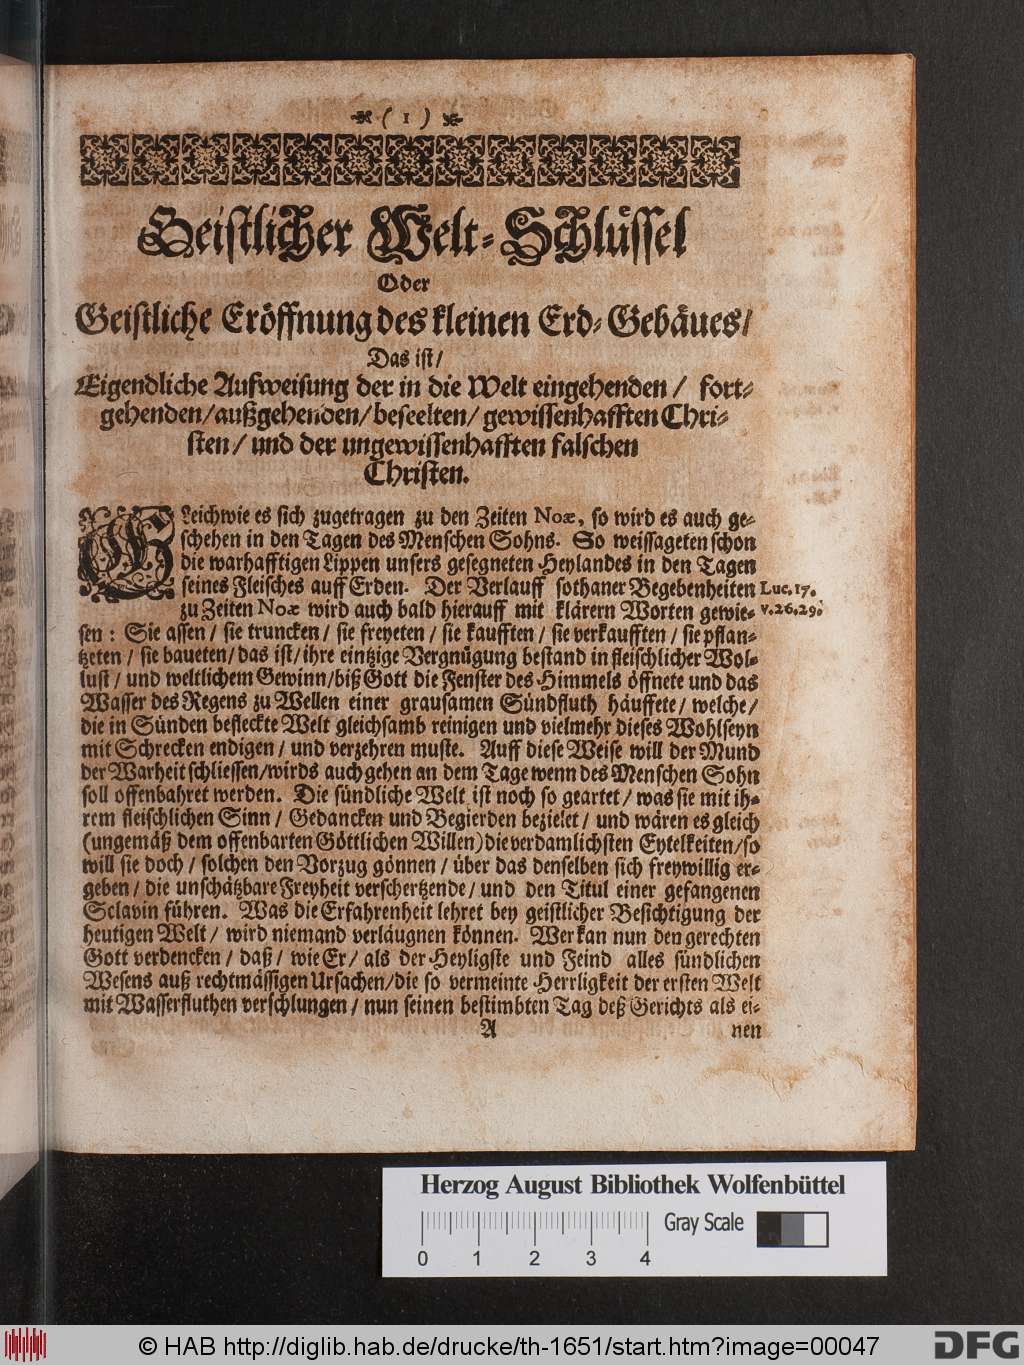 ( 1 )
Geistlicher Welt-Schlüssel
Oder
Geistliche Eröffnung des kleinen Erd-Gebäues/
Das ist/
Eigendliche Aufweisung der in die Welt eingehenden / fort-
gehenden/außgehenden/beseelten/ gewissenhafften Chri-
sten/ und der ungewissenhafften falschen
Christen.
GLeichwie es sich zugetragen zu den Zeiten Noæ, so wird es auch ge-
schehen in den Tagen des Menschen Sohns. So weissageten schon
die warhafftigen Lippen unsers gesegneten Heylandes in den Tagen
seines Fleisches auff Erden. Der Verlauff sothaner Begebenheiten Luc. 17.
zu Zeiten Noæ wird auch bald hierauff mit klärern Worten gewie- v. 26. 29.
sen: Sie assen / sie truncken / sie freyeten / sie kaufften / sie verkaufften / sie pflan-
tzeten / sie baueten/ das ist/ ihre eintzige Vergnügung bestand in fleischlicher Wol-
lust / und weltlichem Gewinn/ biß Gott die Fenster des Himmels öffnete und das
Wasser des Regens zu Wellen einer grausamen Sündfluth häuffete/ welche/
die in Sünden befleckte Welt gleichsamb reinigen und vielmehr dieses Wohlseyn
mit Schrecken endigen / und verzehren muste. Auff diese Weise will der Mund
der Warheit schliessen/wirds auch gehen an dem Tage wenn des Menschen Sohn
soll offenbahret werden. Die sündliche Welt ist noch so geartet / was sie mit ih-
rem fleischlichen Sinn / Gedancken und Begierden bezielet / und wären es gleich
(ungemäß dem offenbarten Göttlichen Willen) die verdamlichsten Eytelkeiten/so
will sie doch / solchen den Vorzug gönnen / über das denselben sich freywillig er-
geben / die unschätzbare Freyheit verschertzende / und den Titul einer gefangenen
Sclavin führen. Was die Erfahrenheit lehret bey geistlicher Besichtigung der
heutigen Welt / wird niemand verläugnen können. Wer kan nun den gerechten
Gott verdencken / daß / wie Er / als der Heyligste und Feind alles sündlichen
Wesens auß rechtmässigen Ursachen/die so vermeinte Herrligkeit der ersten Welt
mit Wasserfluthen verschlungen / nun seinen bestimbten Tag deß Gerichts als ei-
A nen
Herzog August Bibliothek Wolfenbüttel
Gray Scale
0 1 2 3 4
© HAB http://diglib.hab.de/drucke/th-1651/start.htm?image=00047
DFG